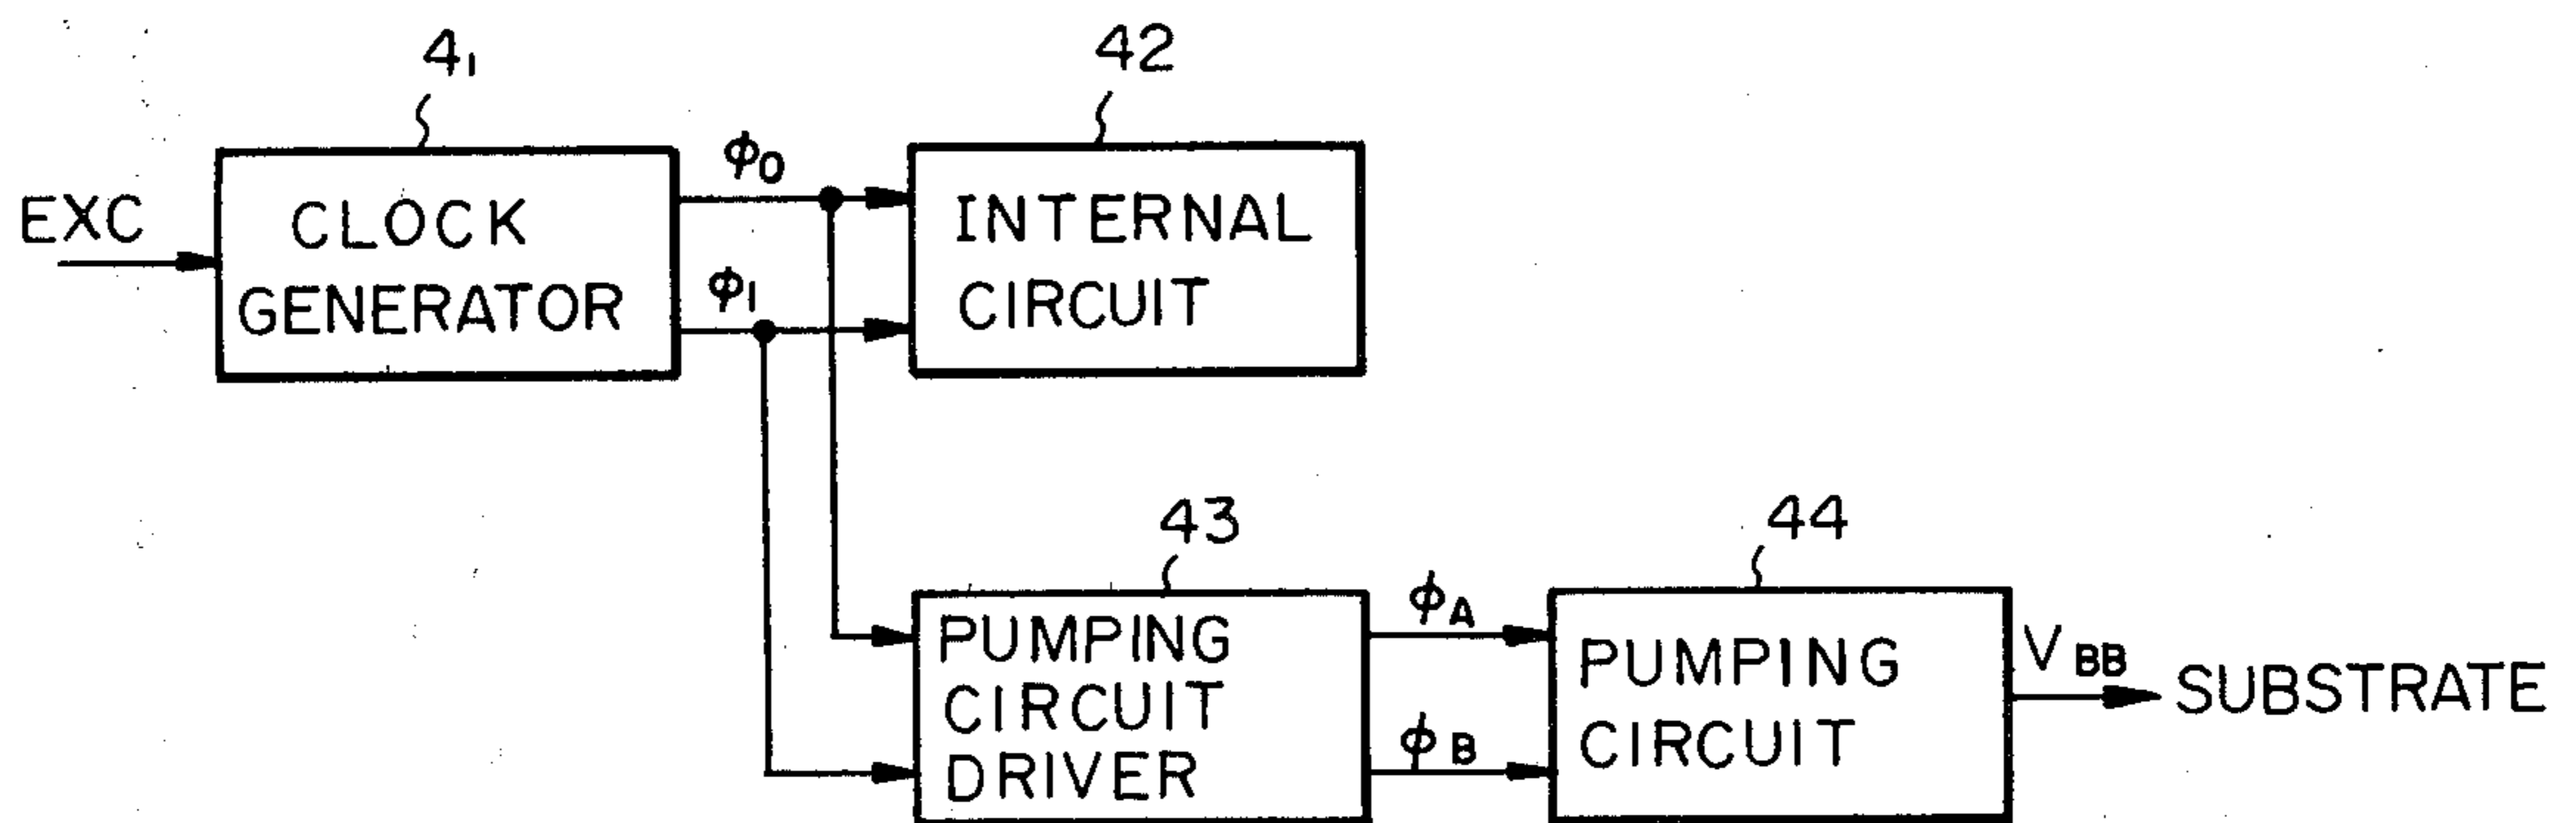 41
42
φ0
EXC
CLOCK
GENERATOR
φ1
INTERNAL
CIRCUIT
43
44
PUMPING
CIRCUIT
DRIVER
φA
φB
PUMPING
CIRCUIT
VBB
SUBSTRATE